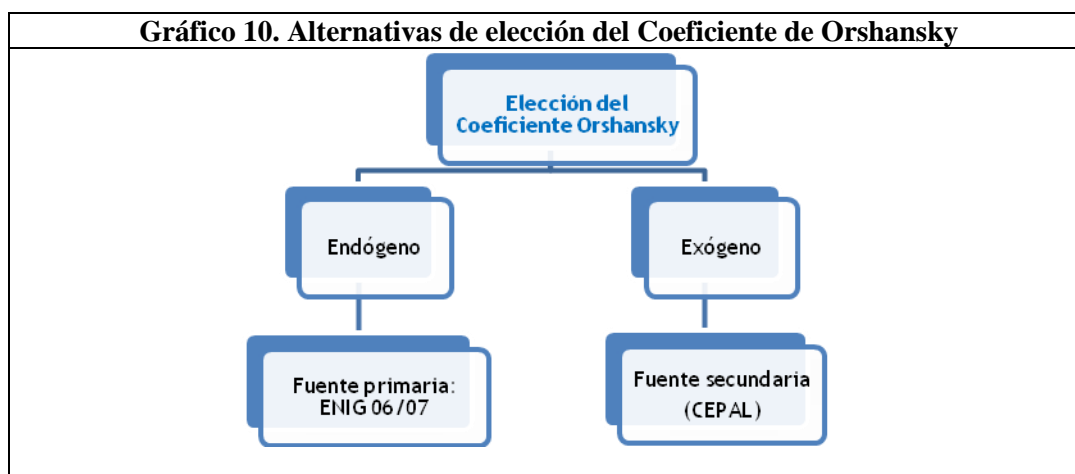 Gráfico 10. Alternativas de elección del Coeficiente de Orshansky
Elección del
Coeficiente Orshansky
Endógeno
Exógeno
Fuente primaria:
ENIG 06/07
Fuente secundaria
(CEPAL)